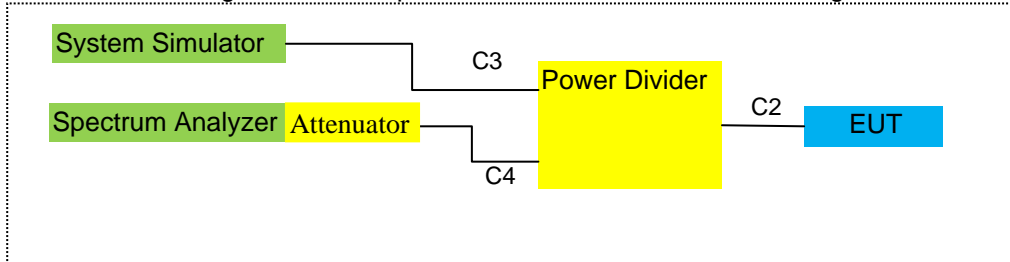 System Simulator
C3
Power Divider
C2
Spectrum Analyzer
Attenuator
EUT
C4